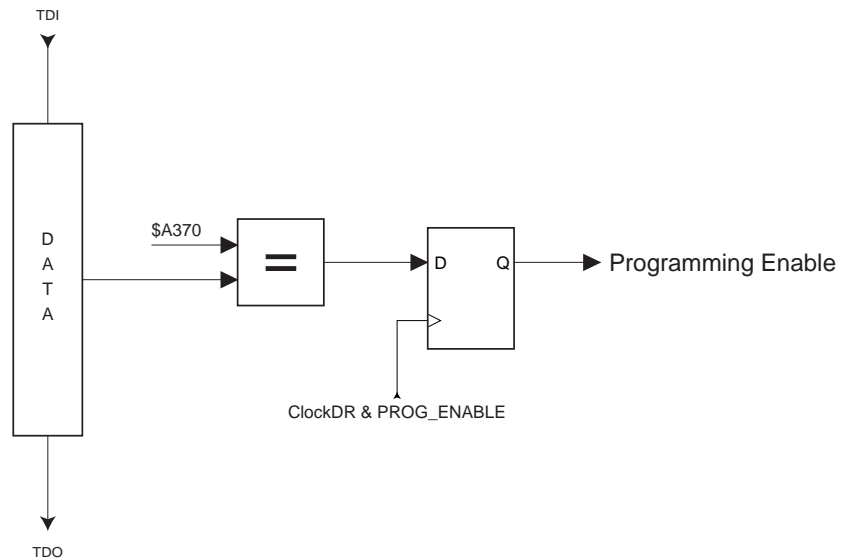 TDI
D
A
T
A
$A370
=
D
Q
Programming Enable
ClockDR & PROG_ENABLE
TDO